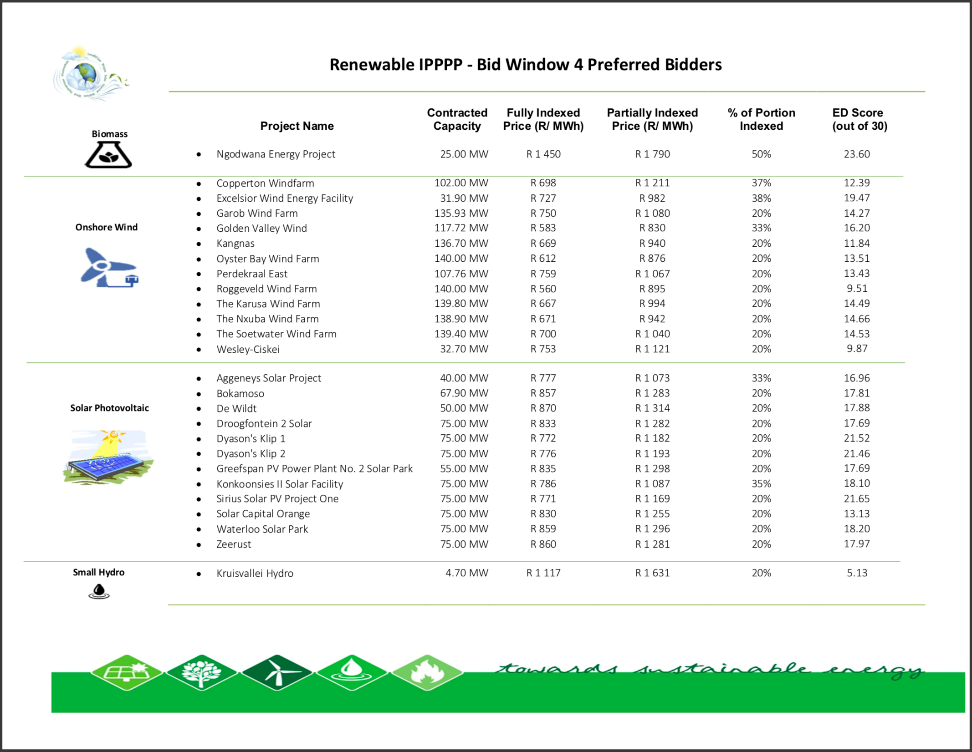 Renewable IPPPP - Bid Window 4 Preferred Bidders
Project Name Contracted Capacity Fully Indexed Price (R/ MWh) Partially Indexed Price (R/ MWh) % of Portion Indexed ED Score (out of 30)
Biomass
• Ngodwana Energy Project 25.00 MW R 1 450 R 1 790 50% 23.60
Onshore Wind
• Copperton Windfarm 102.00 MW R 698 R 1 211 37% 12.39
• Excelsior Wind Energy Facility 31.90 MW R 727 R 982 38% 19.47
• Garob Wind Farm 135.93 MW R 750 R 1 080 20% 14.27
• Golden Valley Wind 117.72 MW R 583 R 830 33% 16.20
• Kangnas 136.70 MW R 669 R 940 20% 11.84
• Oyster Bay Wind Farm 140.00 MW R 612 R 876 20% 13.51
• Perdekraal East 107.76 MW R 759 R 1 067 20% 13.43
• Roggeveld Wind Farm 140.00 MW R 560 R 895 20% 9.51
• The Karusa Wind Farm 139.80 MW R 667 R 994 20% 14.49
• The Nxuba Wind Farm 138.90 MW R 671 R 942 20% 14.66
• The Soetwater Wind Farm 139.40 MW R 700 R 1 040 20% 14.53
• Wesley-Ciskei 32.70 MW R 753 R 1 121 20% 9.87
Solar Photovoltaic
• Aggeneys Solar Project 40.00 MW R 777 R 1 073 33% 16.96
• Bokamoso 67.90 MW R 857 R 1 283 20% 17.81
• De Wildt 50.00 MW R 870 R 1 314 20% 17.88
• Droogfontein 2 Solar 75.00 MW R 833 R 1 282 20% 17.69
• Dyason's Klip 1 75.00 MW R 772 R 1 182 20% 21.52
• Dyason's Klip 2 75.00 MW R 776 R 1 193 20% 21.46
• Greefspan PV Power Plant No. 2 Solar Park 55.00 MW R 835 R 1 298 20% 17.69
• Konkoonsies II Solar Facility 75.00 MW R 786 R 1 087 35% 18.10
• Sirius Solar PV Project One 75.00 MW R 771 R 1 169 20% 21.65
• Solar Capital Orange 75.00 MW R 830 R 1 255 20% 13.13
• Waterloo Solar Park 75.00 MW R 859 R 1 296 20% 18.20
• Zeerust 75.00 MW R 860 R 1 281 20% 17.97
Small Hydro
• Kruisvallei Hydro 4.70 MW R 1 117 R 1 631 20% 5.13
towards sustainable energy